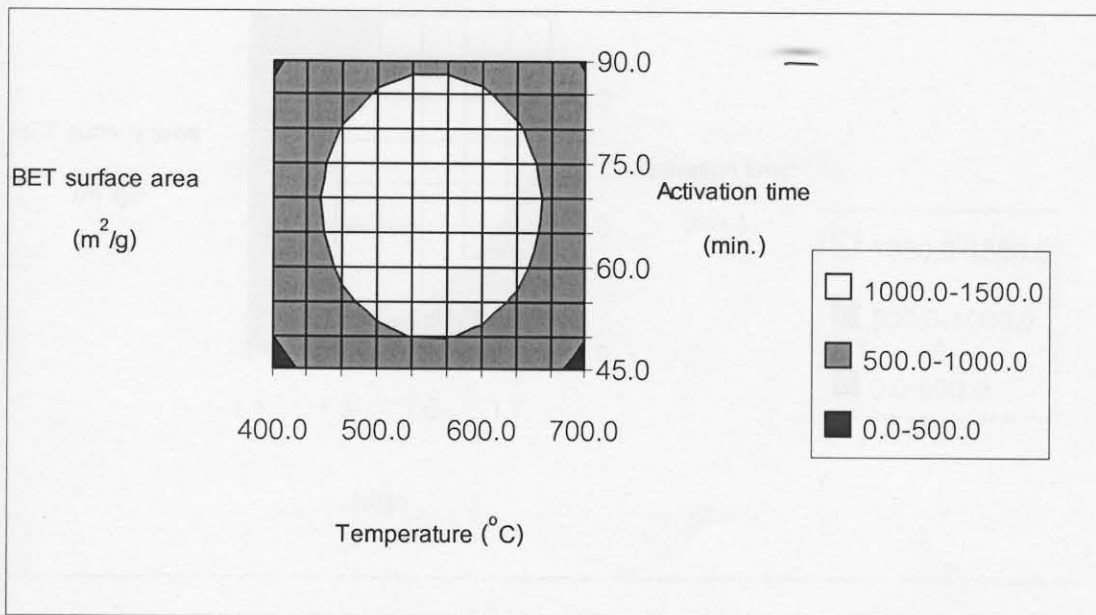 90.0
75.0
60.0
45.0
BET surface area
(m²/g)
Activation time
(min.)
1000.0-1500.0
500.0-1000.0
0.0-500.0
400.0 500.0 600.0 700.0
Temperature (°C)